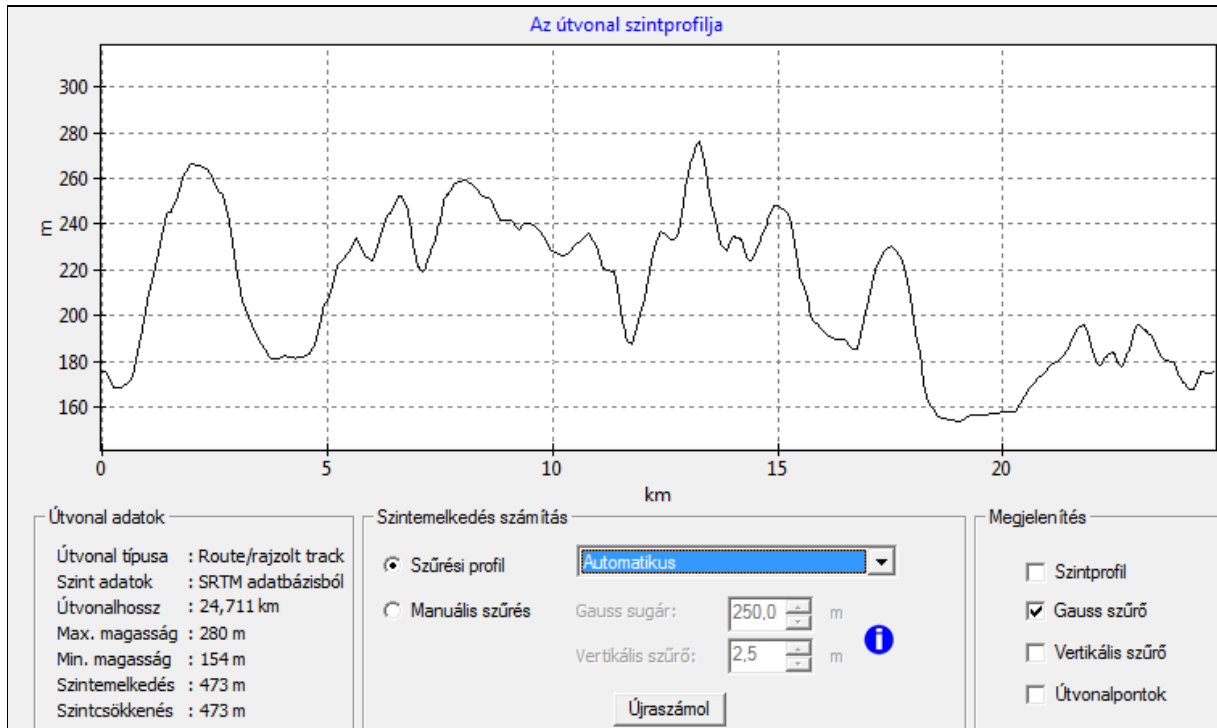 Az útvonal szintprofilja
300
280
260
240
220
200
180
160
m
0 5 10 15 20
km
Útvonal adatok
Útvonal típusa : Route/rajzolt track
Szint adatok : SRTM adatbázisból
Útvonalhossz : 24,711 km
Max. magasság : 280 m
Min. magasság : 154 m
Szintemelkedés : 473 m
Szintcsökkenés : 473 m
Szintemelkedés számítás
Szűrési profil Automatikus
Manuális szűrés Gauss sugár: 250,0 m
Vertikális szűrő: 2,5 m
Újraszámol
Megjelenítés
Szintprofil
Gauss szűrő
Vertikális szűrő
Útvonalpontok